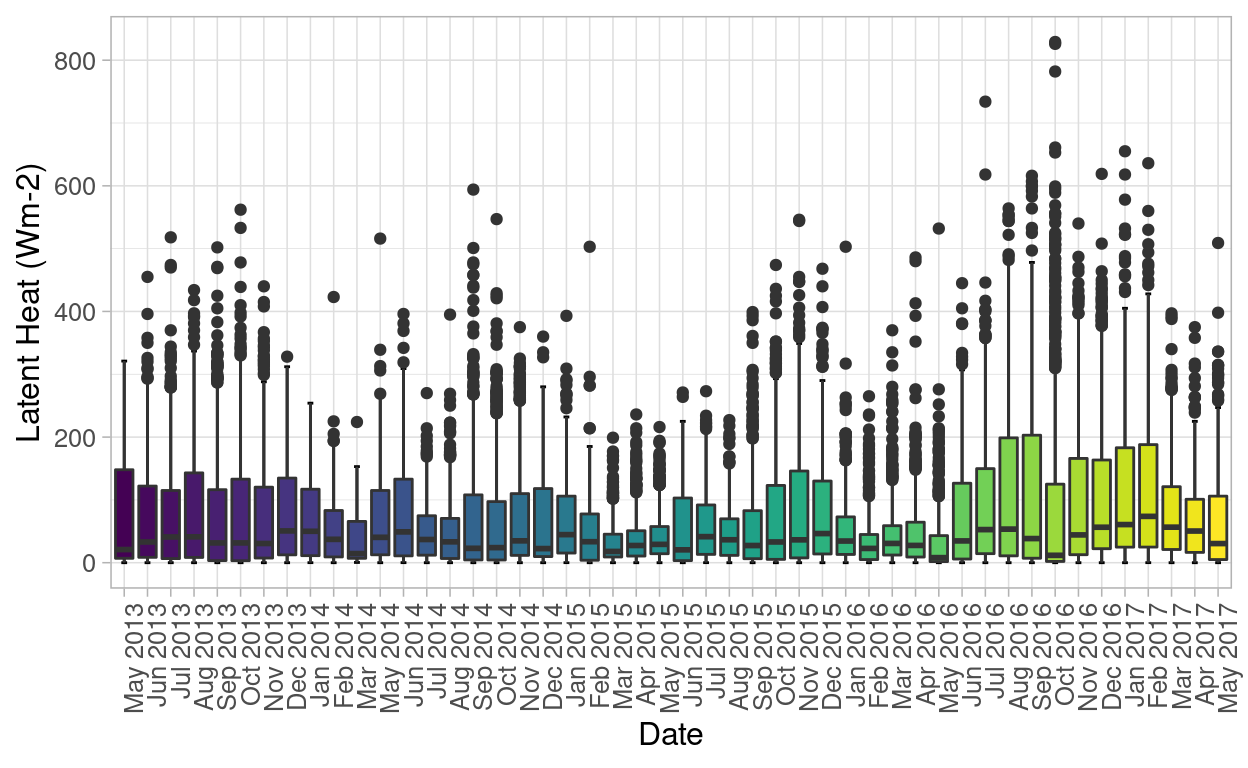 Latent Heat (Wm-2)
800
600
400
200
0
May 2013
Jun 2013
Jul 2013
Aug 2013
Sep 2013
Oct 2013
Nov 2013
Dec 2013
Jan 2014
Feb 2014
Mar 2014
May 2014
Jun 2014
Jul 2014
Aug 2014
Sep 2014
Oct 2014
Nov 2014
Dec 2014
Jan 2015
Feb 2015
Mar 2015
Apr 2015
May 2015
Jun 2015
Jul 2015
Aug 2015
Sep 2015
Oct 2015
Nov 2015
Dec 2015
Jan 2016
Feb 2016
Mar 2016
Apr 2016
May 2016
Jun 2016
Jul 2016
Aug 2016
Sep 2016
Oct 2016
Nov 2016
Dec 2016
Jan 2017
Feb 2017
Mar 2017
Apr 2017
May 2017
Date